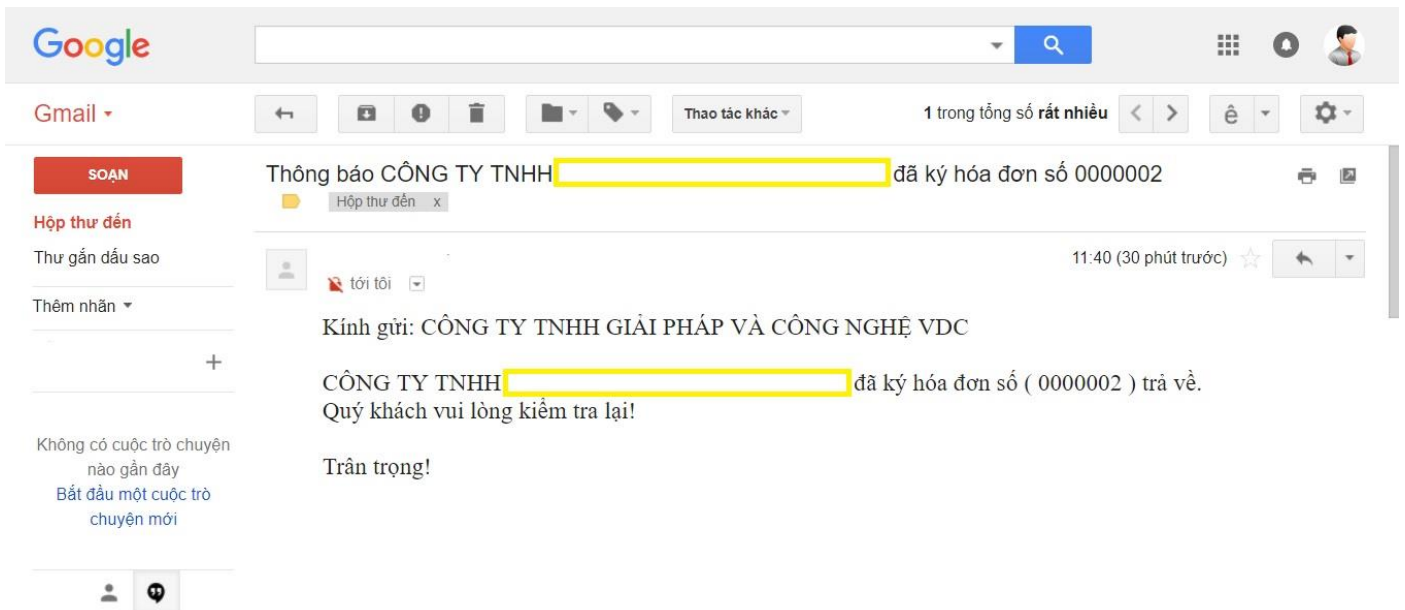 Google
Gmail
Thao tác khác
1 trong tổng số rất nhiều
ê
SOẠN
Thông báo CÔNG TY TNHH đã ký hóa đơn số 0000002
Hộp thư đến x
Hộp thư đến
Thư gắn dấu sao
Thêm nhãn
11:40 (30 phút trước)
tới tôi
Kính gửi: CÔNG TY TNHH GIẢI PHÁP VÀ CÔNG NGHỆ VDC
CÔNG TY TNHH đã ký hóa đơn số ( 0000002 ) trả về.
Quý khách vui lòng kiểm tra lại!
Trân trọng!
Không có cuộc trò chuyện
nào gần đây
Bắt đầu một cuộc trò
chuyện mới